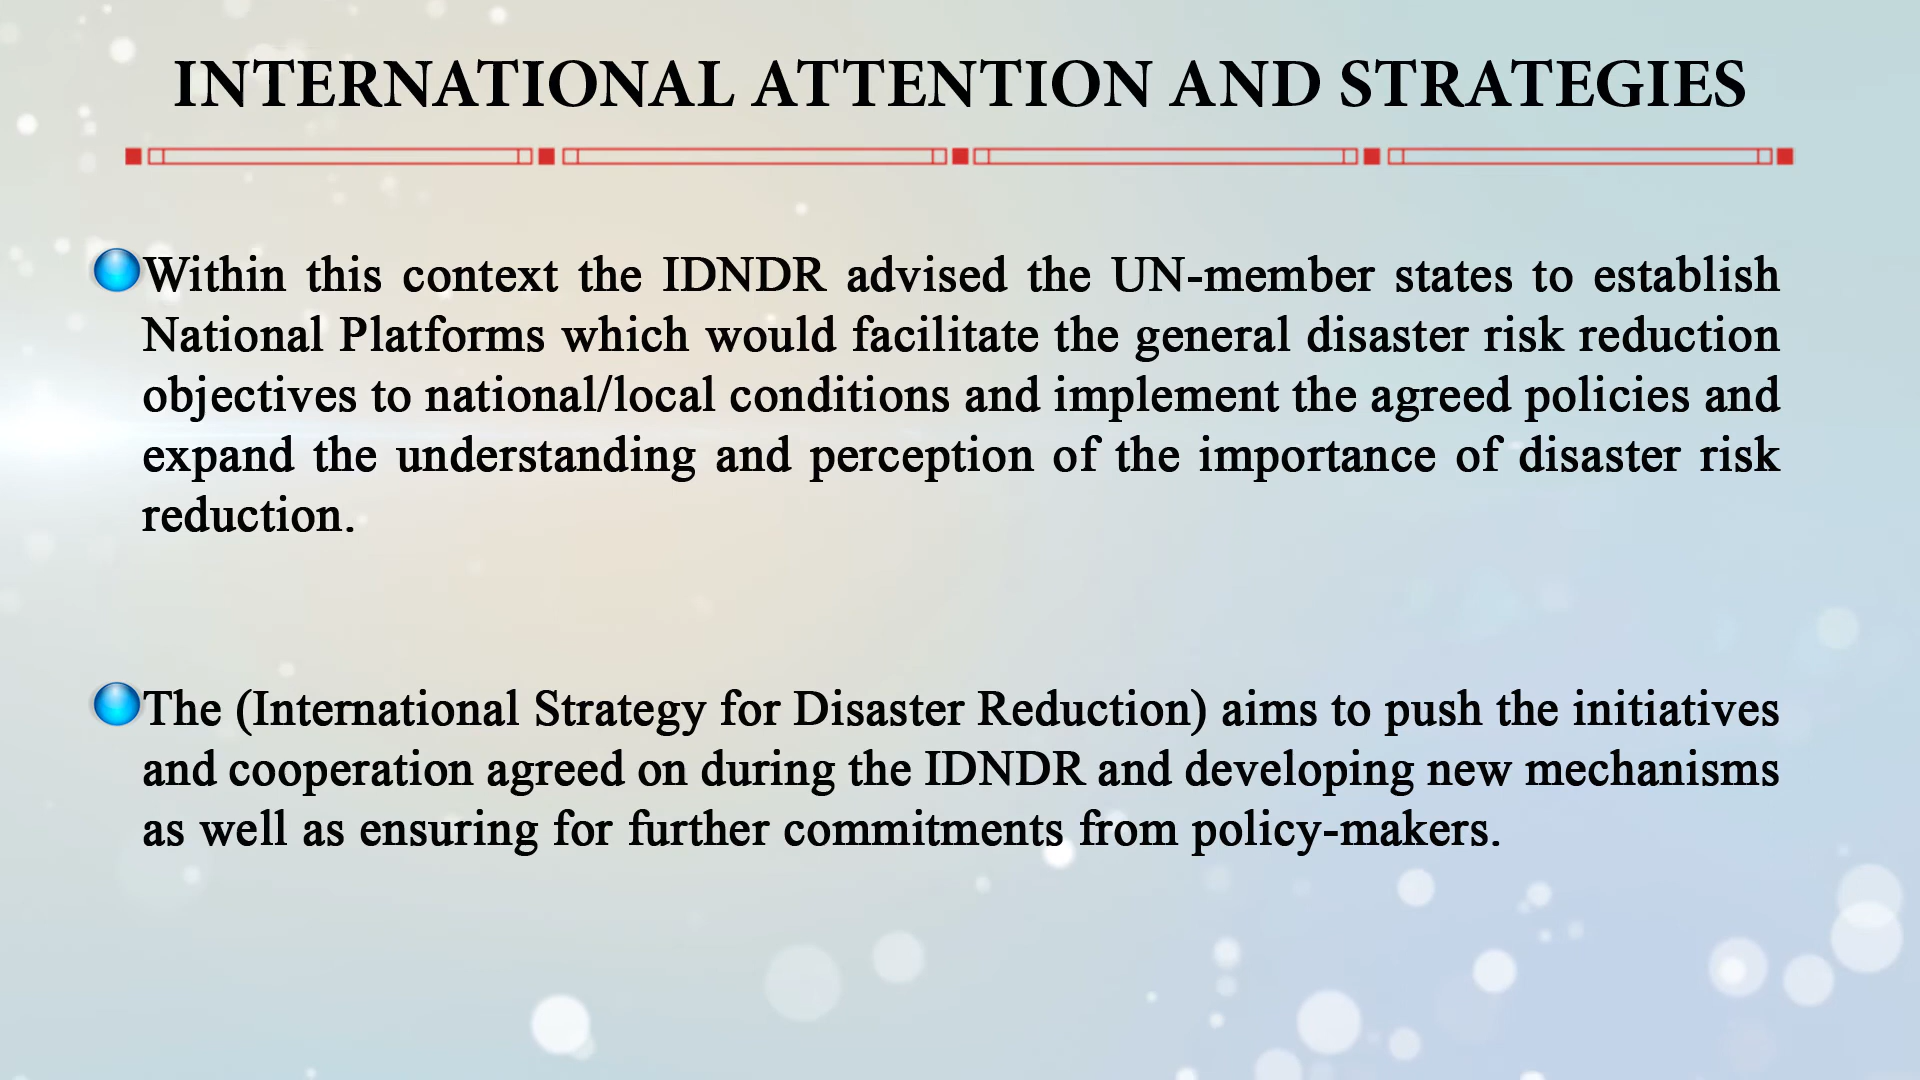 INTERNATIONAL ATTENTION AND STRATEGIES
Within this context the IDNDR advised the UN-member states to establish
National Platforms which would facilitate the general disaster risk reduction
objectives to national/local conditions and implement the agreed policies and
expand the understanding and perception of the importance of disaster risk
reduction.
The (International Strategy for Disaster Reduction) aims to push the initiatives
and cooperation agreed on during the IDNDR and developing new mechanisms
as well as ensuring for further commitments from policy-makers.